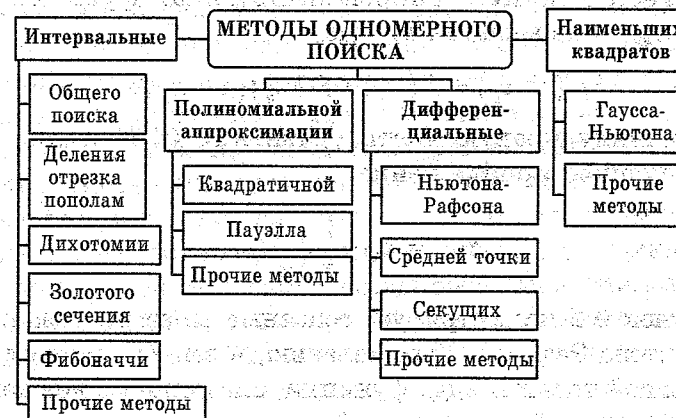 МЕТОДЫ ОДНОМЕРНОГО
ПОИСКА
Интервальные
Общего
поиска
Деления
отрезка
пополам
Дихотомии
Золотого
сечения
Фибоначчи
Прочие методы
Полиномиальной
аппроксимации
Квадратичной
Пауэлла
Прочие методы
Дифферен-
циальные
Ньютона-
Рафсона
Средней точки
Секущих
Прочие методы
Наименьших
квадратов
Гаусса-
Ньютона
Прочие
методы